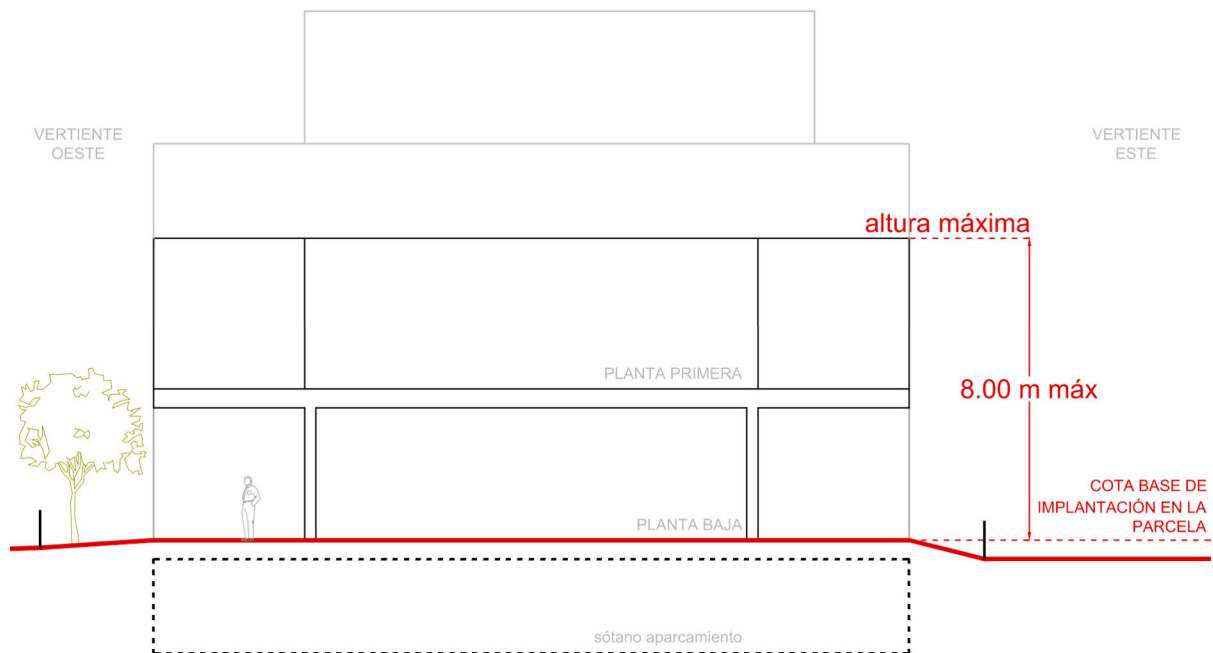 VERTIENTE
OESTE
VERTIENTE
ESTE
altura máxima
PLANTA PRIMERA
8.00 m máx
COTA BASE DE
IMPLANTACIÓN EN LA
PARCELA
PLANTA BAJA
sótano aparcamiento